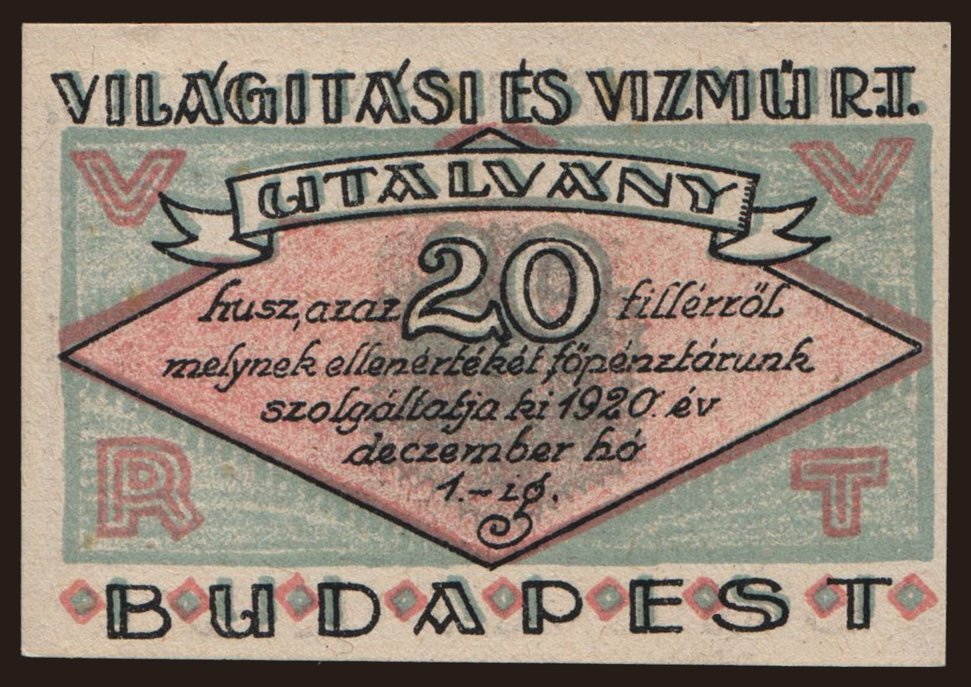 VILÁGITÁSI ÉS VIZMŰ R.-T.
V V
UTALVÁNY
husz, azaz 20 fillérről
melynek ellenértékét főpénztárunk
szolgáltatja ki 1920. év
deczember hó
1.-ig.
R T
BUDAPEST